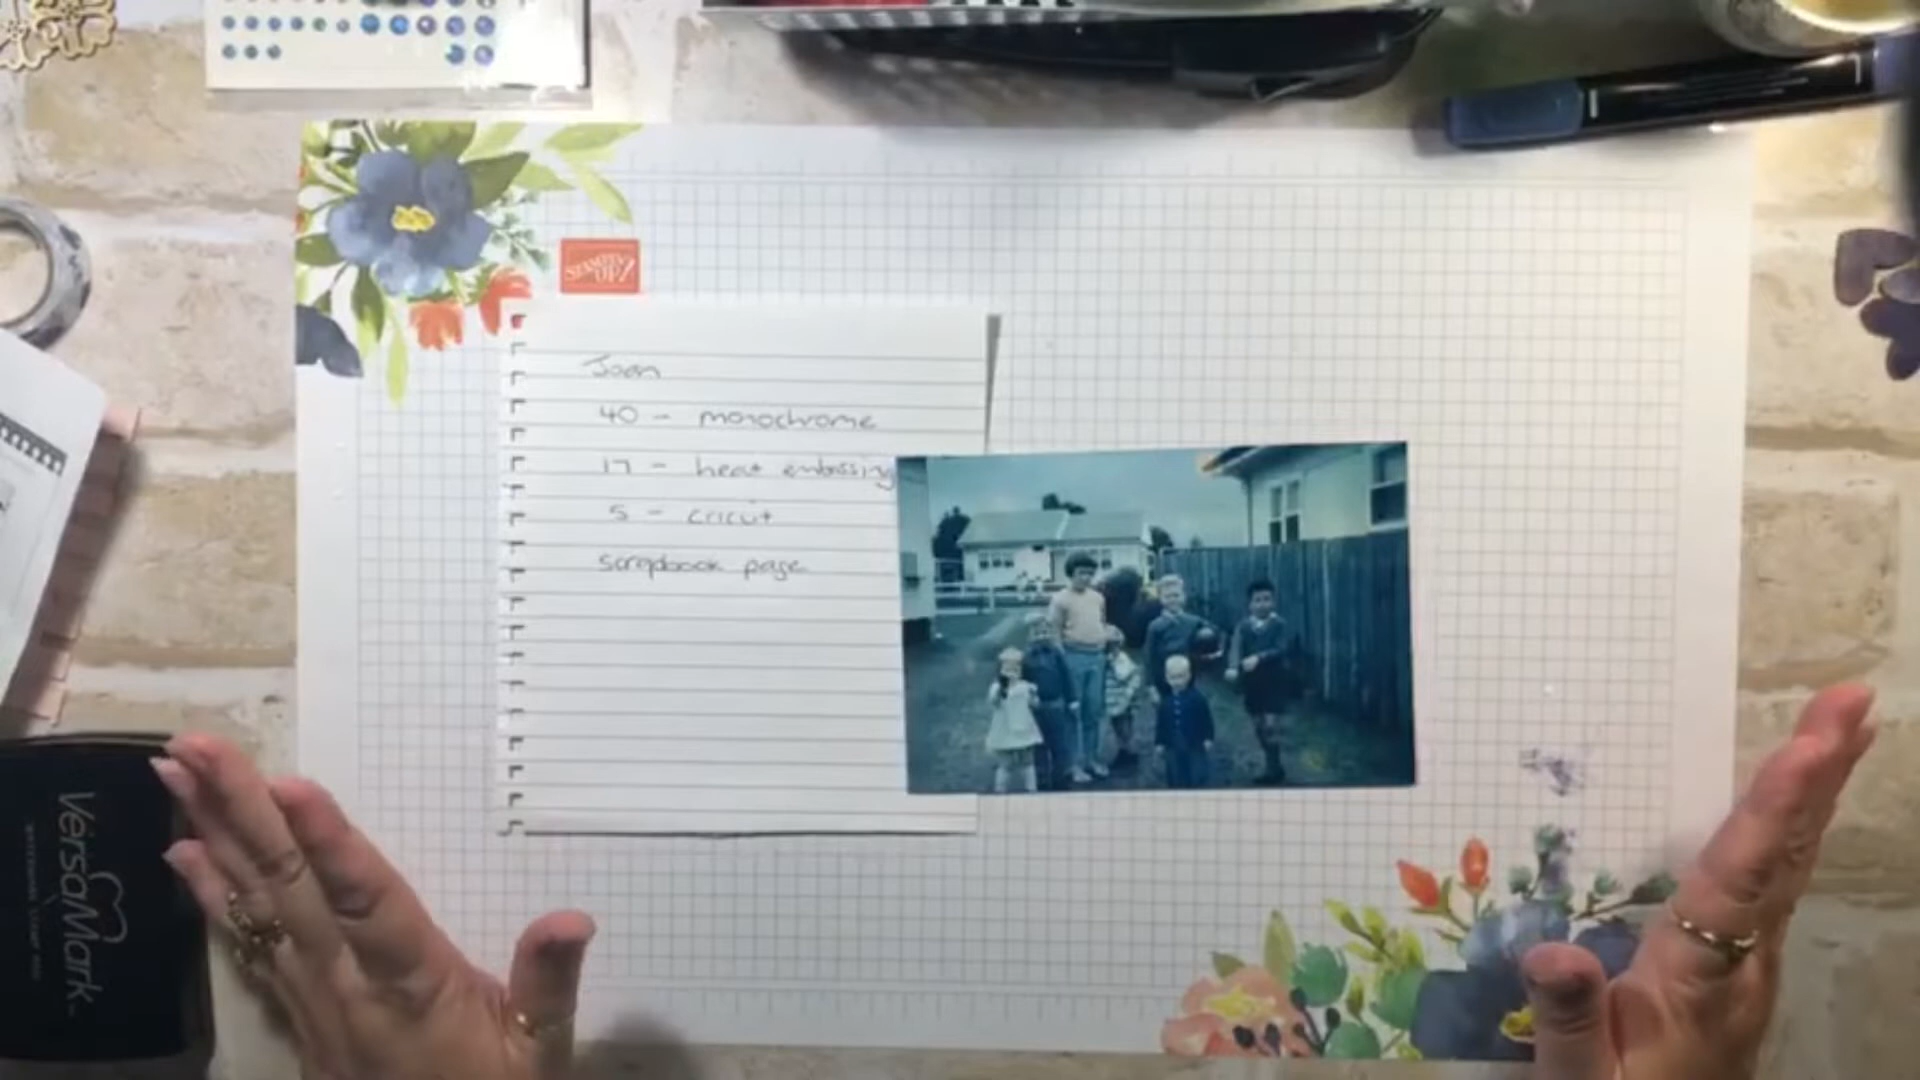 STAMPIN' UP!
Joan
40 - monochrome
17 - heat embossing
5 - cricut
scrapbook page
VersaMark